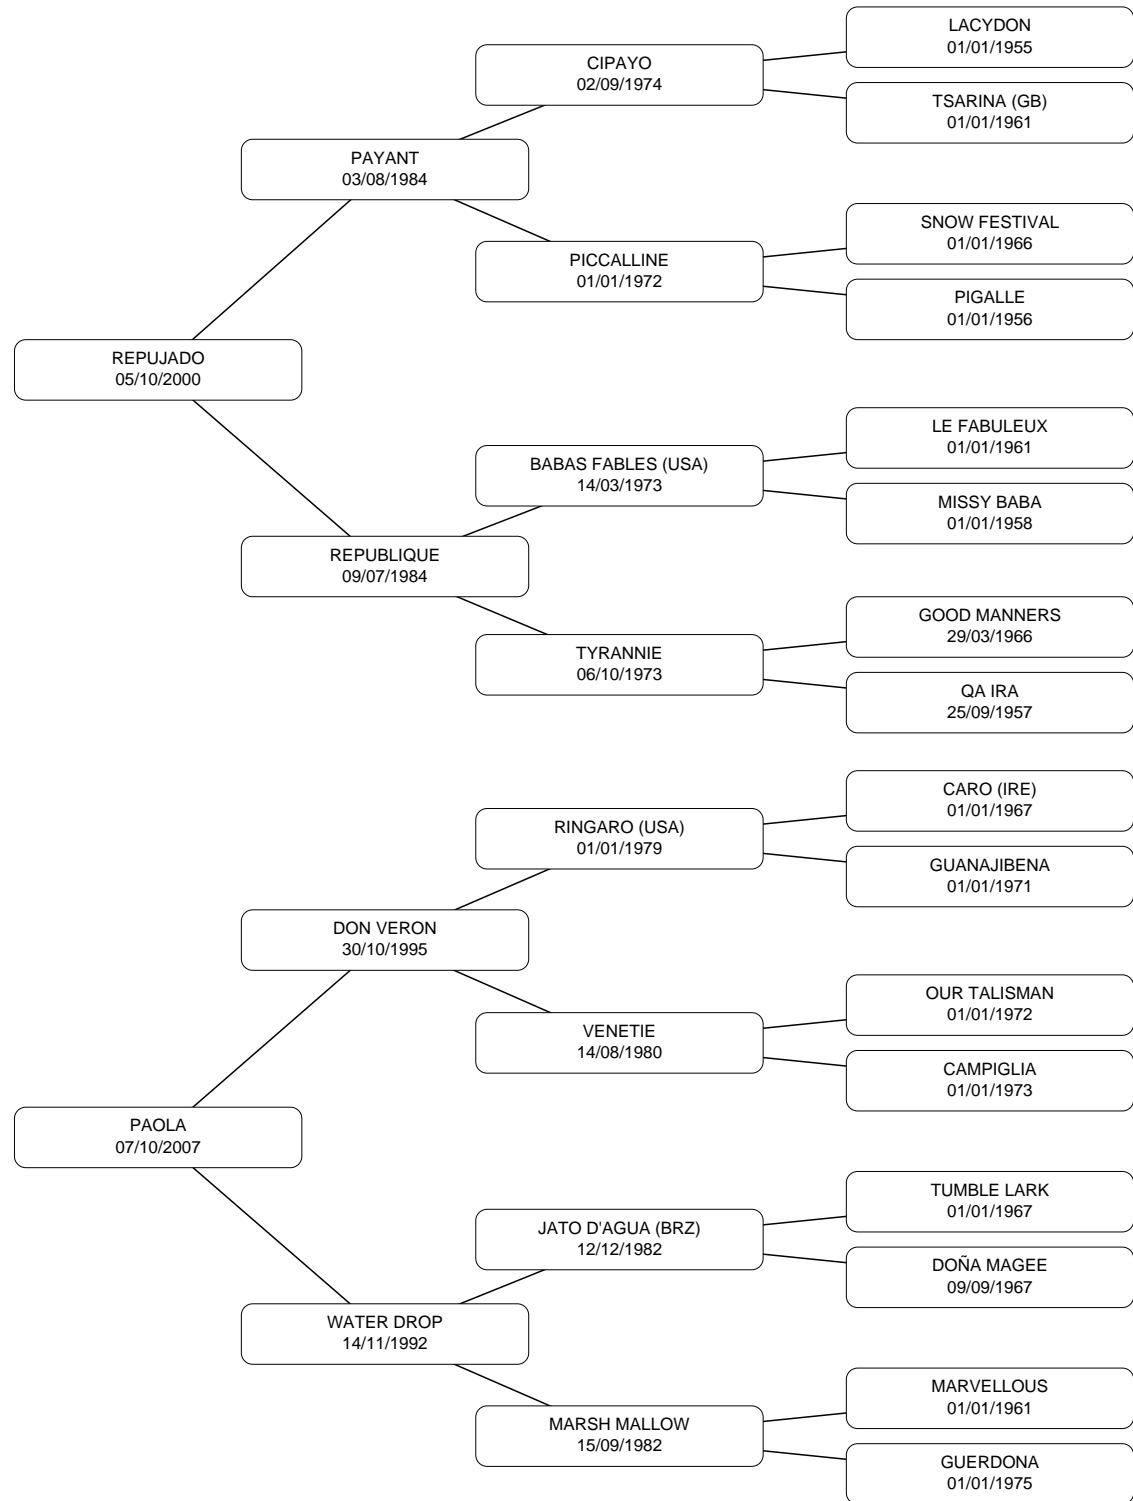 LACYDON
01/01/1955
CIPAYO
02/09/1974
TSARINA (GB)
01/01/1961
PAYANT
03/08/1984
SNOW FESTIVAL
01/01/1966
PICCALLINE
01/01/1972
PIGALLE
01/01/1956
REPUJADO
05/10/2000
LE FABULEUX
01/01/1961
BABAS FABLES (USA)
14/03/1973
MISSY BABA
01/01/1958
REPUBLIQUE
09/07/1984
GOOD MANNERS
29/03/1966
TYRANNIE
06/10/1973
QA IRA
25/09/1957
CARO (IRE)
01/01/1967
RINGARO (USA)
01/01/1979
GUANAJIBENA
01/01/1971
DON VERON
30/10/1995
OUR TALISMAN
01/01/1972
VENETIE
14/08/1980
CAMPIGLIA
01/01/1973
PAOLA
07/10/2007
TUMBLE LARK
01/01/1967
JATO D'AGUA (BRZ)
12/12/1982
DOÑA MAGEE
09/09/1967
WATER DROP
14/11/1992
MARVELLOUS
01/01/1961
MARSH MALLOW
15/09/1982
GUERDONA
01/01/1975